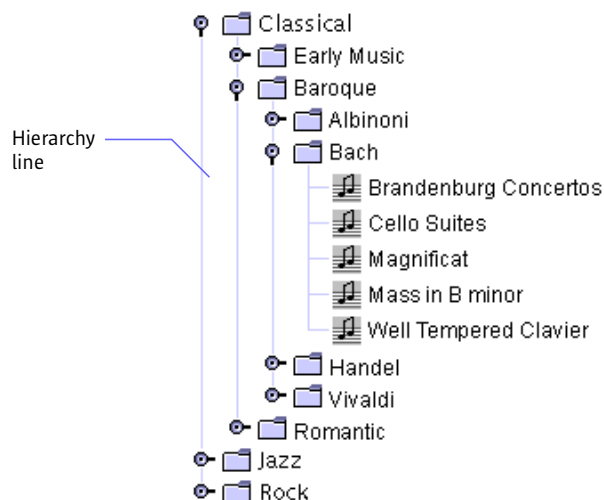 Classical
Early Music
Baroque
Albinoni
Hierarchy
line
Bach
Brandenburg Concertos
Cello Suites
Magnificat
Mass in B minor
Well Tempered Clavier
Handel
Vivaldi
Romantic
Jazz
Rock